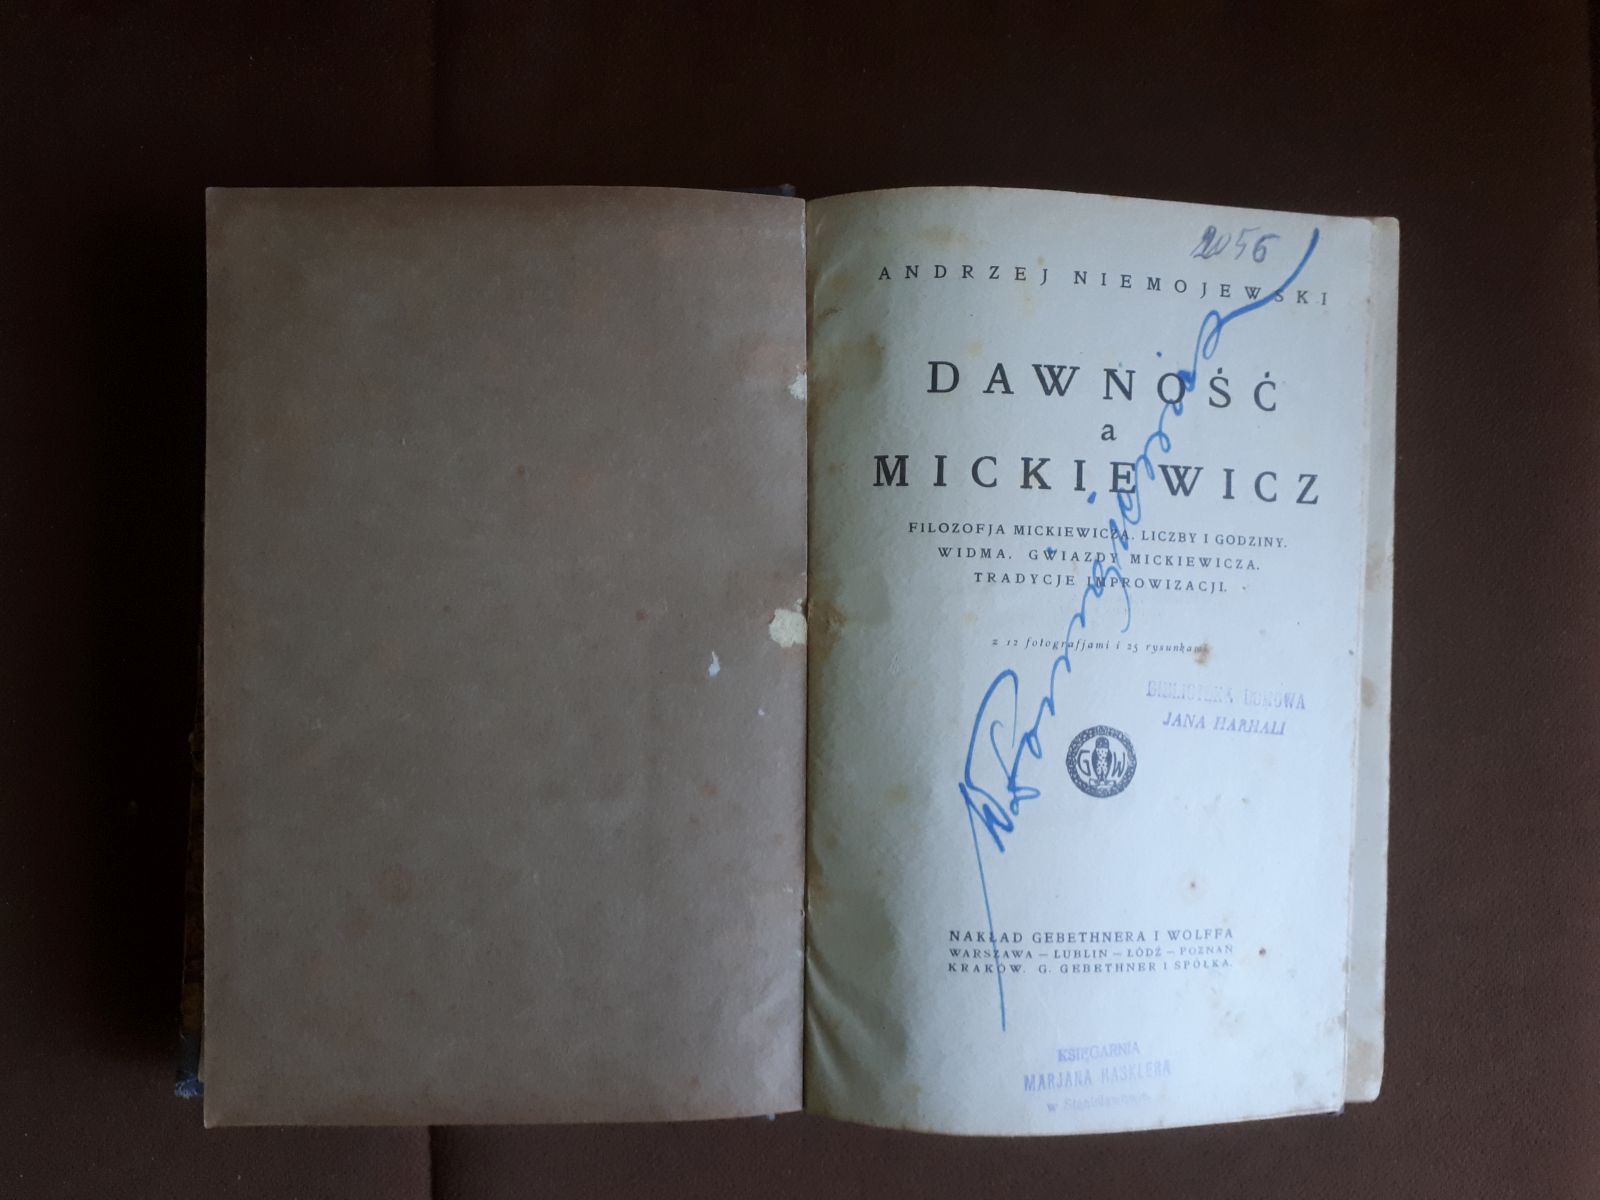 2056
ANDRZEJ NIEMOJEWSKI
DAWNOŚĆ
a
MICKIEWICZ
FILOZOFJA MICKIEWICZA. LICZBY I GODZINY.
WIDMA. GWIAZDY MICKIEWICZA.
TRADYCJE IMPROWIZACJI.
z 12 fotografjami i 25 rysunkami
BIBLIOTEKA DOMOWA
JANA HARHALI
G W
NAKŁAD GEBETHNERA I WOLFFA
WARSZAWA — LUBLIN — ŁÓDŹ — POZNAŃ
KRAKÓW. G. GEBETHNER I SPÓŁKA.
KSIĘGARNIA
MARJANA HASKLERA
w Stanisławowie